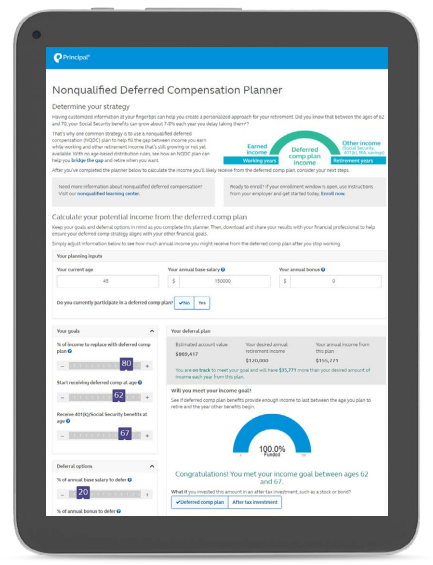 Principal®
Nonqualified Deferred Compensation Planner
Determine your strategy
Having customized information at your fingertips can help you create a personalized approach for your retirement. Did you know that between the ages of 62
and 70, your Social Security benefits can grow about 7-8% each year you delay taking them?¹
That's why one common strategy is to use a nonqualified
deferred compensation (NQDC) plan to help fill the gap between income you earn
while working and other retirement income that's still growing or not yet
available. With no age-based distribution rules, see how an NQDC plan can
help you bridge the gap and retire when you want.
Earned
income
Working years
Deferred
comp plan
income
Other income
(Social Security,
401(k), IRA, savings)
Retirement years
After you've completed the planner below to calculate the income you'll likely receive from the deferred comp plan, consider your next steps.
Need more information about nonqualified deferred compensation?
Visit our nonqualified learning center.
Ready to enroll? If your enrollment window is open, use instructions
from your employer and get started today. Enroll now.
Calculate your potential income from the deferred comp plan
Keep your goals and deferral options in mind as you complete this planner. Then, download and share your results with your financial professional to help
ensure your deferred comp strategy aligns with your other financial goals.
Simply adjust information below to see how much annual income you might receive from the deferred comp plan after you stop working.
Your planning inputs
Your current age
45
Your annual base salary
$ 150000
Your annual bonus
$ 0
Do you currently participate in a deferred comp plan? No Yes
Your goals
% of income to replace with deferred comp
plan
- 80 +
Start receiving deferred comp at age
- 62 +
Receive 401(k)/Social Security benefits at
age
- 67 +
Deferral options
% of annual base salary to defer
- 20 +
% of annual bonus to defer
Your deferral plan
Estimated account value
$869,417
Your desired annual
retirement income
$120,000
Your annual income from
this plan
$155,771
You are on track to meet your goal and will have $35,771 more than your desired amount of
income each year from this plan.
Will you meet your income goal?
See if deferred comp plan benefits provide enough income to last between the age you plan to
retire and the year other benefits begin.
100.0%
Funded
Congratulations! You met your income goal between ages 62
and 67.
What if you invested this amount in an after tax investment, such as a stock or bond?
Deferred comp plan After tax investment